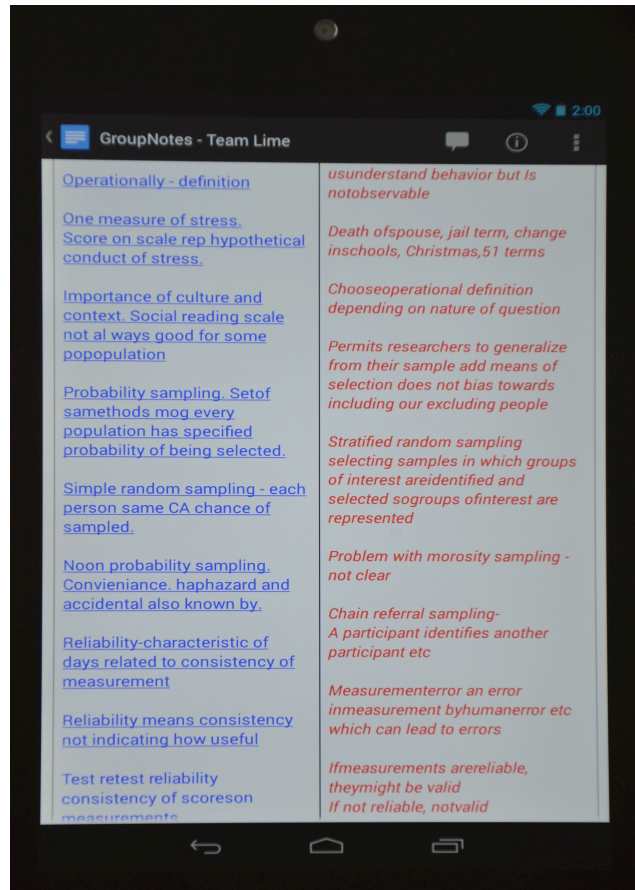 2:00
GroupNotes - Team Lime
Operationally - definition
One measure of stress.
Score on scale rep hypothetical
conduct of stress.
Importance of culture and
context. Social reading scale
not al ways good for some
popopulation
Probability sampling. Setof
samethods mog every
population has specified
probability of being selected.
Simple random sampling - each
person same CA chance of
sampled.
Noon probability sampling.
Convieniance. haphazard and
accidental also known by.
Reliability-characteristic of
days related to consistency of
measurement
Reliability means consistency
not indicating how useful
Test retest reliability
consistency of scoreson
measurements
usunderstand behavior but Is
notobservable
Death ofspouse, jail term, change
inschools, Christmas,51 terms
Chooseoperational definition
depending on nature of question
Permits researchers to generalize
from their sample add means of
selection does not bias towards
including our excluding people
Stratified random sampling
selecting samples in which groups
of interest areidentified and
selected sogroups ofinterest are
represented
Problem with morosity sampling -
not clear
Chain referral sampling-
A participant identifies another
participant etc
Measurementerror an error
inmeasurement byhumanerror etc
which can lead to errors
Ifmeasurements arereliable,
theymight be valid
If not reliable, notvalid